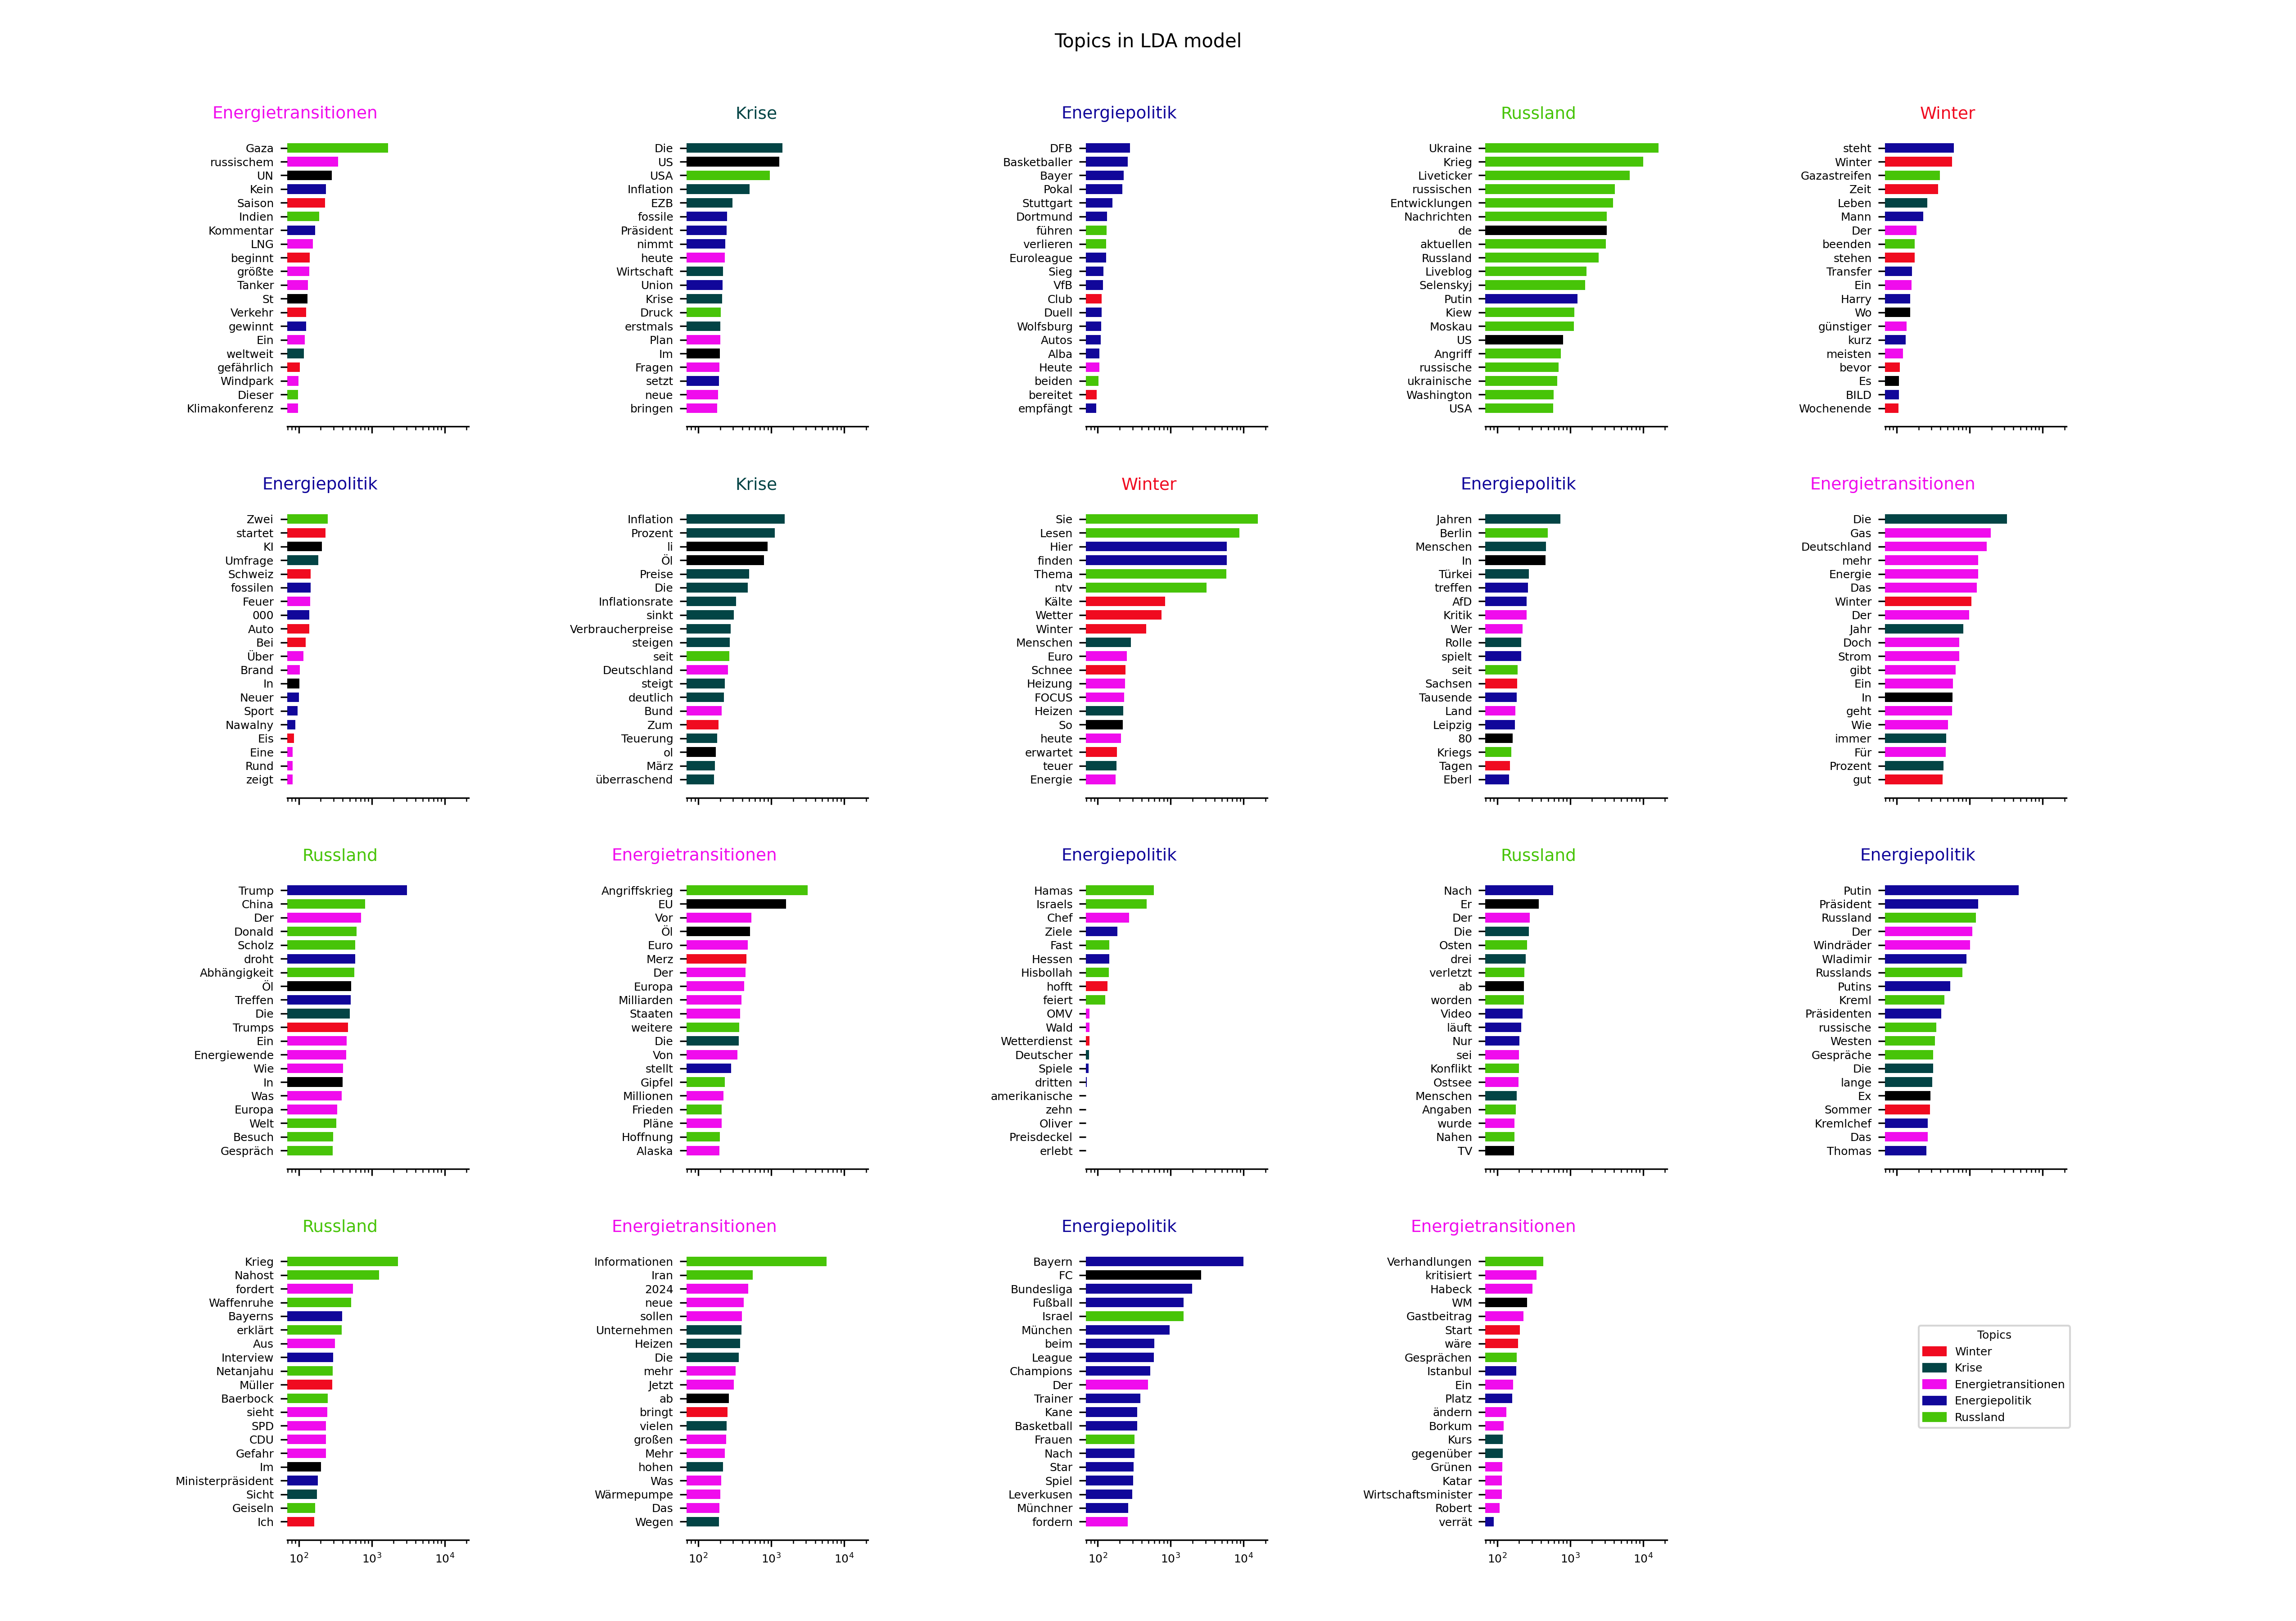 Topics in LDA model
Energietransitionen
Gaza
russischem
UN
Kein
Saison
Indien
Kommentar
LNG
beginnt
größte
Tanker
St
Verkehr
gewinnt
Ein
weltweit
gefährlich
Windpark
Dieser
Klimakonferenz
Krise
Die
US
USA
Inflation
EZB
fossile
Präsident
nimmt
heute
Wirtschaft
Union
Krise
Druck
erstmals
Plan
Im
Fragen
setzt
neue
bringen
Energiepolitik
DFB
Basketballer
Bayer
Pokal
Stuttgart
Dortmund
führen
verlieren
Euroleague
Sieg
VfB
Club
Duell
Wolfsburg
Autos
Alba
Heute
beiden
bereitet
empfängt
Russland
Ukraine
Krieg
Liveticker
russischen
Entwicklungen
Nachrichten
de
aktuellen
Russland
Liveblog
Selenskyj
Putin
Kiew
Moskau
US
Angriff
russische
ukrainische
Washington
USA
Winter
steht
Winter
Gazastreifen
Zeit
Leben
Mann
Der
beenden
stehen
Transfer
Ein
Harry
Wo
günstiger
kurz
meisten
bevor
Es
BILD
Wochenende
Energiepolitik
Zwei
startet
KI
Umfrage
Schweiz
fossilen
Feuer
000
Auto
Bei
Über
Brand
In
Neuer
Sport
Nawalny
Eis
Eine
Rund
zeigt
Krise
Inflation
Prozent
li
Öl
Preise
Die
Inflationsrate
sinkt
Verbraucherpreise
steigen
seit
Deutschland
steigt
deutlich
Bund
Zum
Teuerung
ol
März
überraschend
Winter
Sie
Lesen
Hier
finden
Thema
ntv
Kälte
Wetter
Winter
Menschen
Euro
Schnee
Heizung
FOCUS
Heizen
So
heute
erwartet
teuer
Energie
Energiepolitik
Jahren
Berlin
Menschen
In
Türkei
treffen
AfD
Kritik
Wer
Rolle
spielt
seit
Sachsen
Tausende
Land
Leipzig
80
Kriegs
Tagen
Eberl
Energietransitionen
Die
Gas
Deutschland
mehr
Energie
Das
Winter
Der
Jahr
Doch
Strom
gibt
Ein
In
geht
Wie
immer
Für
Prozent
gut
Russland
Trump
China
Der
Donald
Scholz
droht
Abhängigkeit
Öl
Treffen
Die
Trumps
Ein
Energiewende
Wie
In
Was
Europa
Welt
Besuch
Gespräch
Energietransitionen
Angriffskrieg
EU
Vor
Öl
Euro
Merz
Der
Europa
Milliarden
Staaten
weitere
Die
Von
stellt
Gipfel
Millionen
Frieden
Pläne
Hoffnung
Alaska
Energiepolitik
Hamas
Israels
Chef
Ziele
Fast
Hessen
Hisbollah
hofft
feiert
OMV
Wald
Wetterdienst
Deutscher
Spiele
dritten
amerikanische
zehn
Oliver
Preisdeckel
erlebt
Russland
Nach
Er
Der
Die
Osten
drei
verletzt
ab
worden
Video
läuft
Nur
sei
Konflikt
Ostsee
Menschen
Angaben
wurde
Nahen
TV
Energiepolitik
Putin
Präsident
Russland
Der
Windräder
Wladimir
Russlands
Putins
Kreml
Präsidenten
russische
Westen
Gespräche
Die
lange
Ex
Sommer
Kremlchef
Das
Thomas
Russland
Krieg
Nahost
fordert
Waffenruhe
Bayerns
erklärt
Aus
Interview
Netanjahu
Müller
Baerbock
sieht
SPD
CDU
Gefahr
Im
Ministerpräsident
Sicht
Geiseln
Ich
10² 10³ 10⁴
Energietransitionen
Informationen
Iran
2024
neue
sollen
Unternehmen
Heizen
Die
mehr
Jetzt
ab
bringt
vielen
großen
Mehr
hohen
Was
Wärmepumpe
Das
Wegen
10² 10³ 10⁴
Energiepolitik
Bayern
FC
Bundesliga
Fußball
Israel
München
beim
League
Champions
Der
Trainer
Kane
Basketball
Frauen
Nach
Star
Spiel
Leverkusen
Münchner
fordern
10² 10³ 10⁴
Energietransitionen
Verhandlungen
kritisiert
Habeck
WM
Gastbeitrag
Start
wäre
Gesprächen
Istanbul
Ein
Platz
ändern
Borkum
Kurs
gegenüber
Grünen
Katar
Wirtschaftsminister
Robert
verrät
10² 10³ 10⁴
Topics
Winter
Krise
Energietransitionen
Energiepolitik
Russland